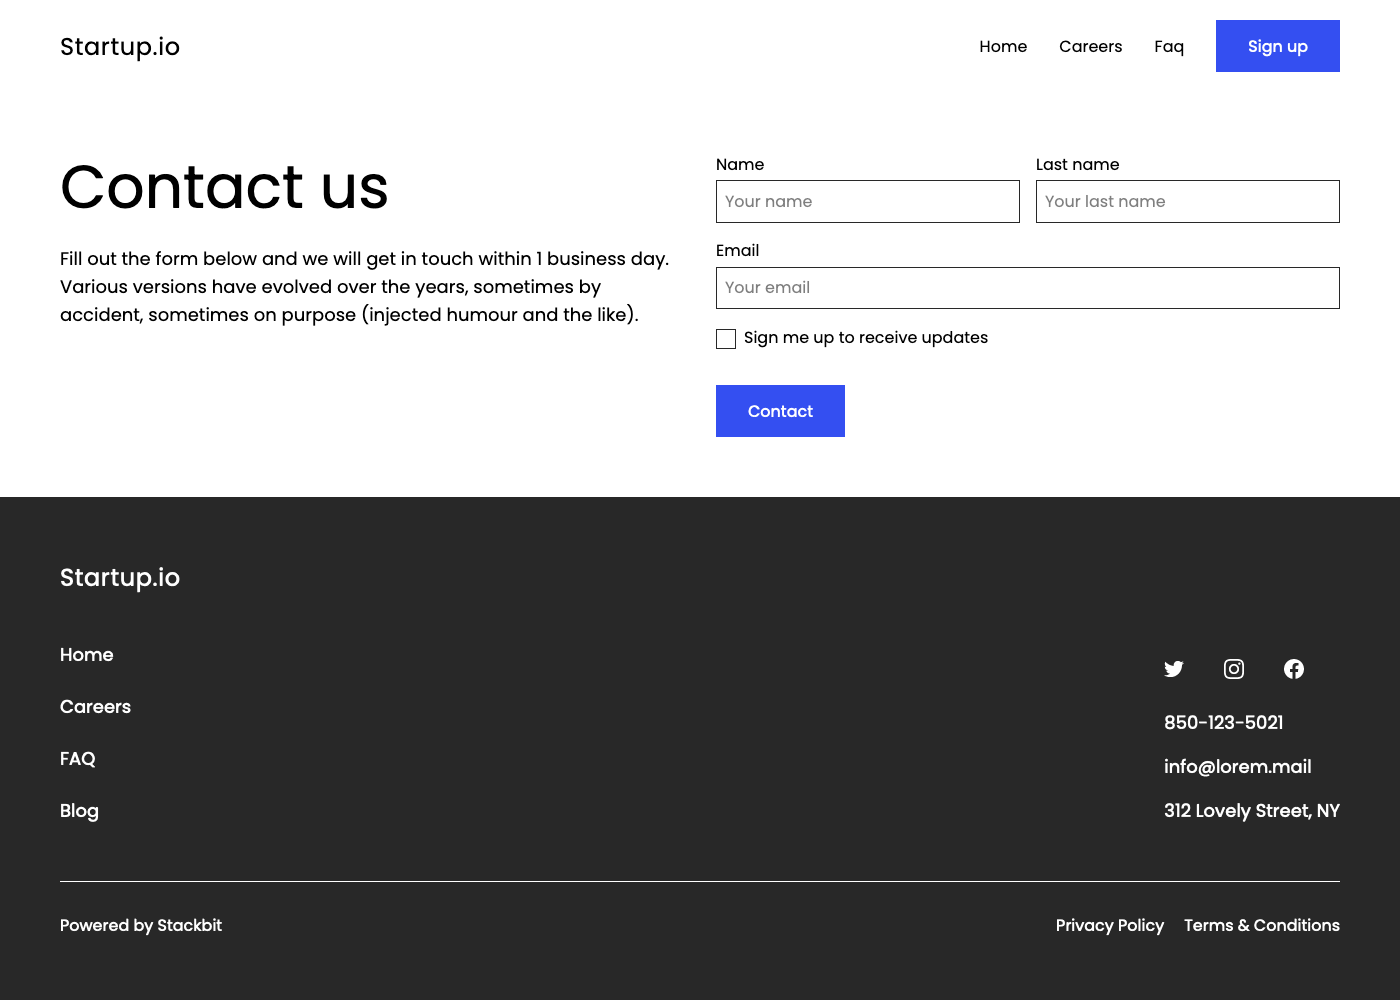 Startup.io
Home
Careers
Faq
Sign up
Contact us
Fill out the form below and we will get in touch within 1 business day.
Various versions have evolved over the years, sometimes by
accident, sometimes on purpose (injected humour and the like).
Name
Last name
Your name
Your last name
Email
Your email
Sign me up to receive updates
Contact
Startup.io
Home
Careers
FAQ
Blog
850-123-5021
info@lorem.mail
312 Lovely Street, NY
Powered by Stackbit
Privacy Policy
Terms & Conditions